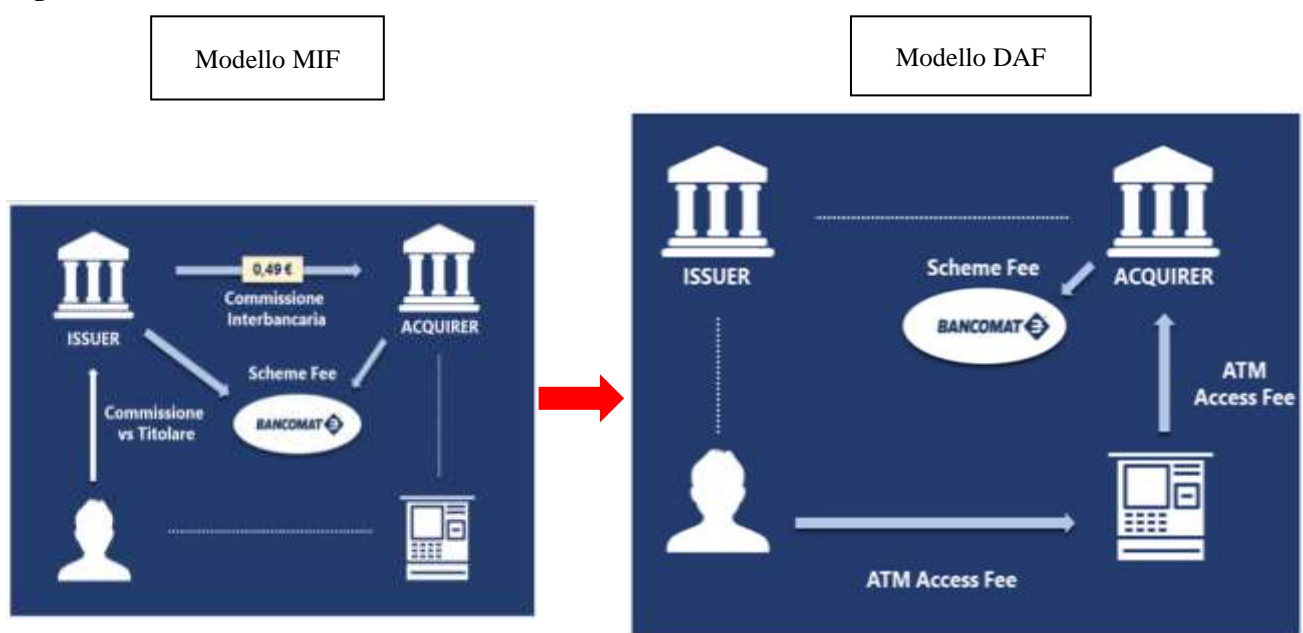 Modello MIF
Modello DAF
0,49 €
Commissione
Interbancaria
ISSUER
ACQUIRER
Scheme Fee
BANCOMAT
Commissione
vs Titolare
ISSUER
ACQUIRER
Scheme Fee
BANCOMAT
ATM
Access Fee
ATM Access Fee